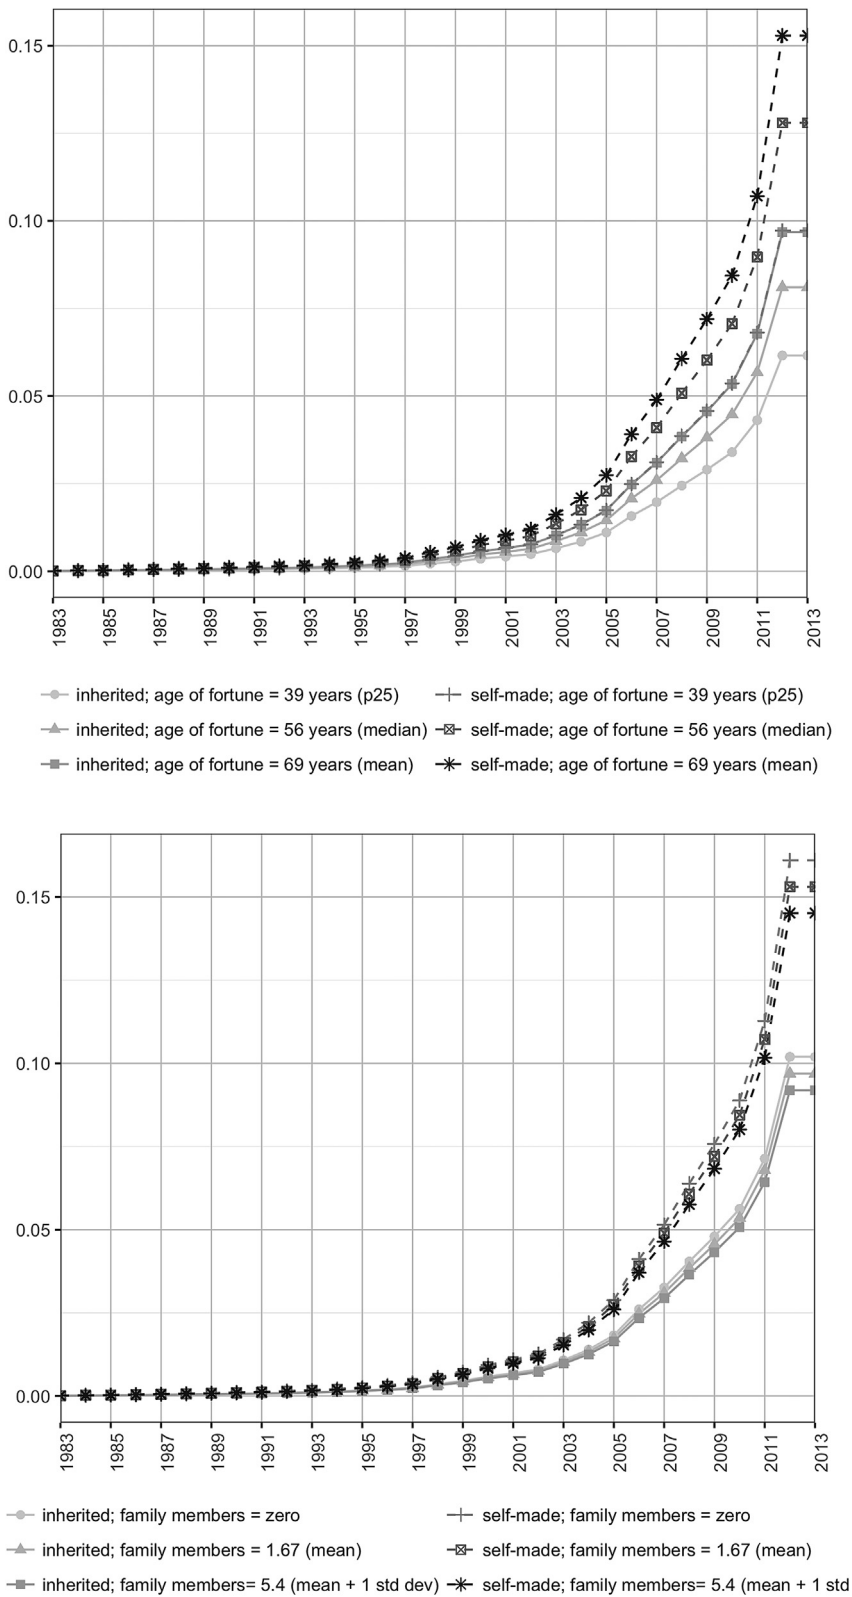 0.15
0.10
0.05
0.00
1983 1985 1987 1989 1991 1993 1995 1997 1999 2001 2003 2005 2007 2009 2011 2013
inherited; age of fortune = 39 years (p25) self-made; age of fortune = 39 years (p25)
inherited; age of fortune = 56 years (median) self-made; age of fortune = 56 years (median)
inherited; age of fortune = 69 years (mean) self-made; age of fortune = 69 years (mean)
0.15
0.10
0.05
0.00
1983 1985 1987 1989 1991 1993 1995 1997 1999 2001 2003 2005 2007 2009 2011 2013
inherited; family members = zero self-made; family members = zero
inherited; family members = 1.67 (mean) self-made; family members = 1.67 (mean)
inherited; family members= 5.4 (mean + 1 std dev) self-made; family members= 5.4 (mean + 1 std